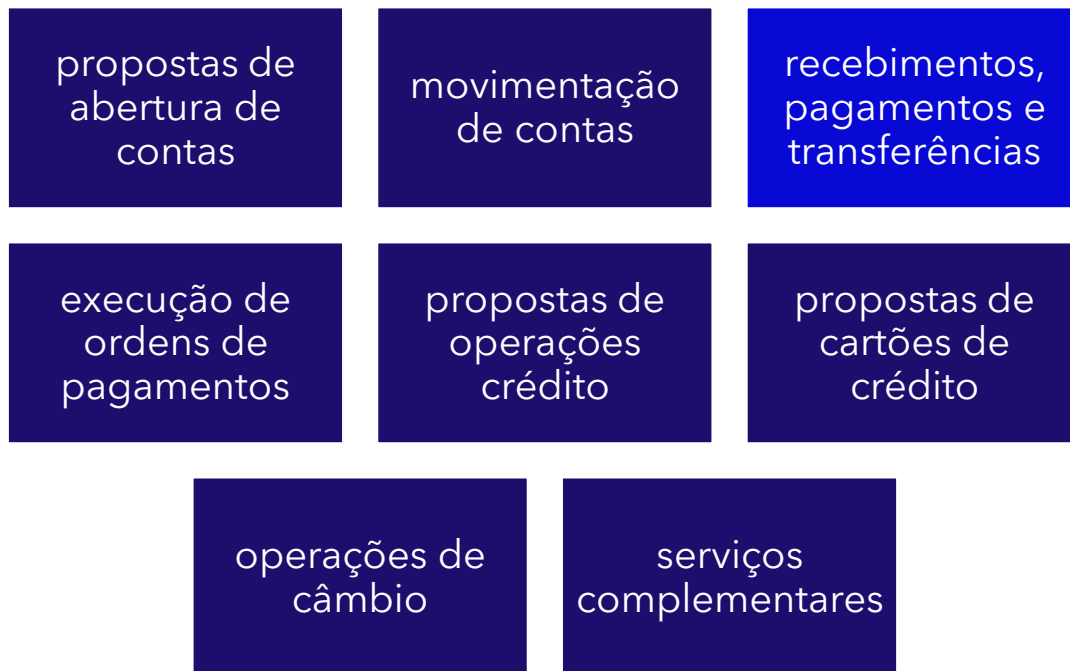 propostas de
abertura de
contas
movimentação
de contas
recebimentos,
pagamentos e
transferências
execução de
ordens de
pagamentos
propostas de
operações
crédito
propostas de
cartões de
crédito
operações de
câmbio
serviços
complementares